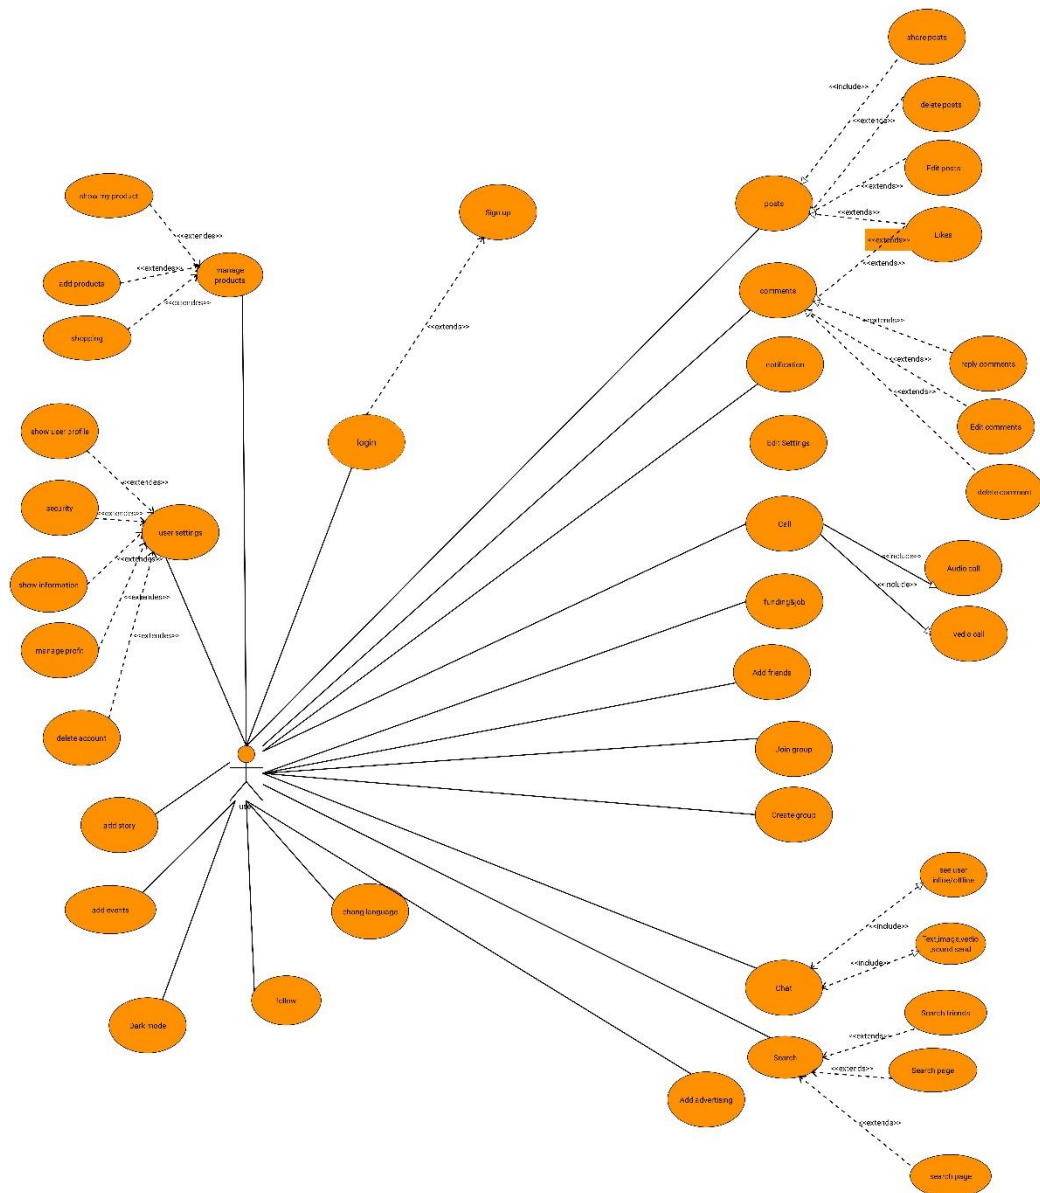 share posts
<<include>>
delete posts
<<extends>>
Edit posts
<<extends>>
posts
<<extends>>
Likes
<<extends>>
<<extends>>
comments
<<extends>>
reply comments
<<extends>>
Edit comments
<<extends>>
delete comment
show my product
<<extendes>>
manage
products
<<extendes>>
add products
<<extendes>>
shopping
Sign up
<<extends>>
login
notification
Edit Settings
show user profile
<<extendes>>
security
<<extendes>>
user settings
<<extendes>>
show information
<<extendes>>
manage profit
<<extendes>>
delete account
Call
<<include>>
Audio call
<<include>>
vedio call
funding&job
Add friends
Join group
Create group
add story
add events
chang language
Dark mode
follow
see user
inline/offline
<<include>>
Text,image,vedio
,sound send
<<include>>
Chat
Search friends
<<extends>>
Search
Search page
<<extends>>
<<extends>>
search page
Add advertising